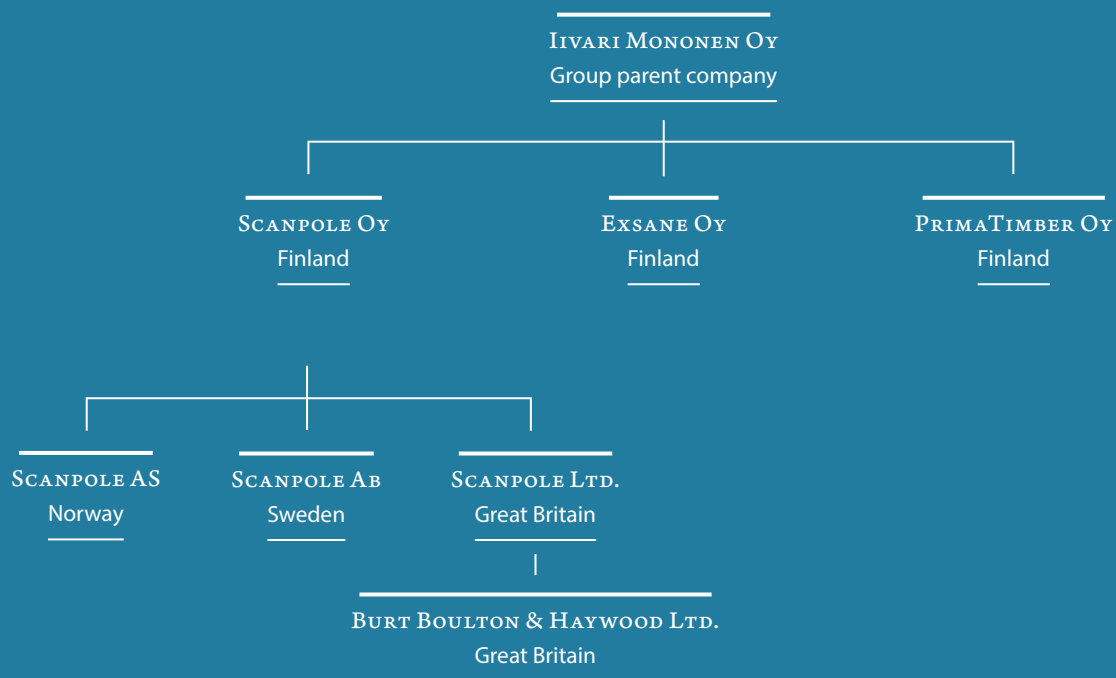 Iivari Mononen Oy
Group parent company
Scanpole Oy
Finland
Exsane Oy
Finland
PrimaTimber Oy
Finland
Scanpole AS
Norway
Scanpole Ab
Sweden
Scanpole Ltd.
Great Britain
Burt Boulton & Haywood Ltd.
Great Britain